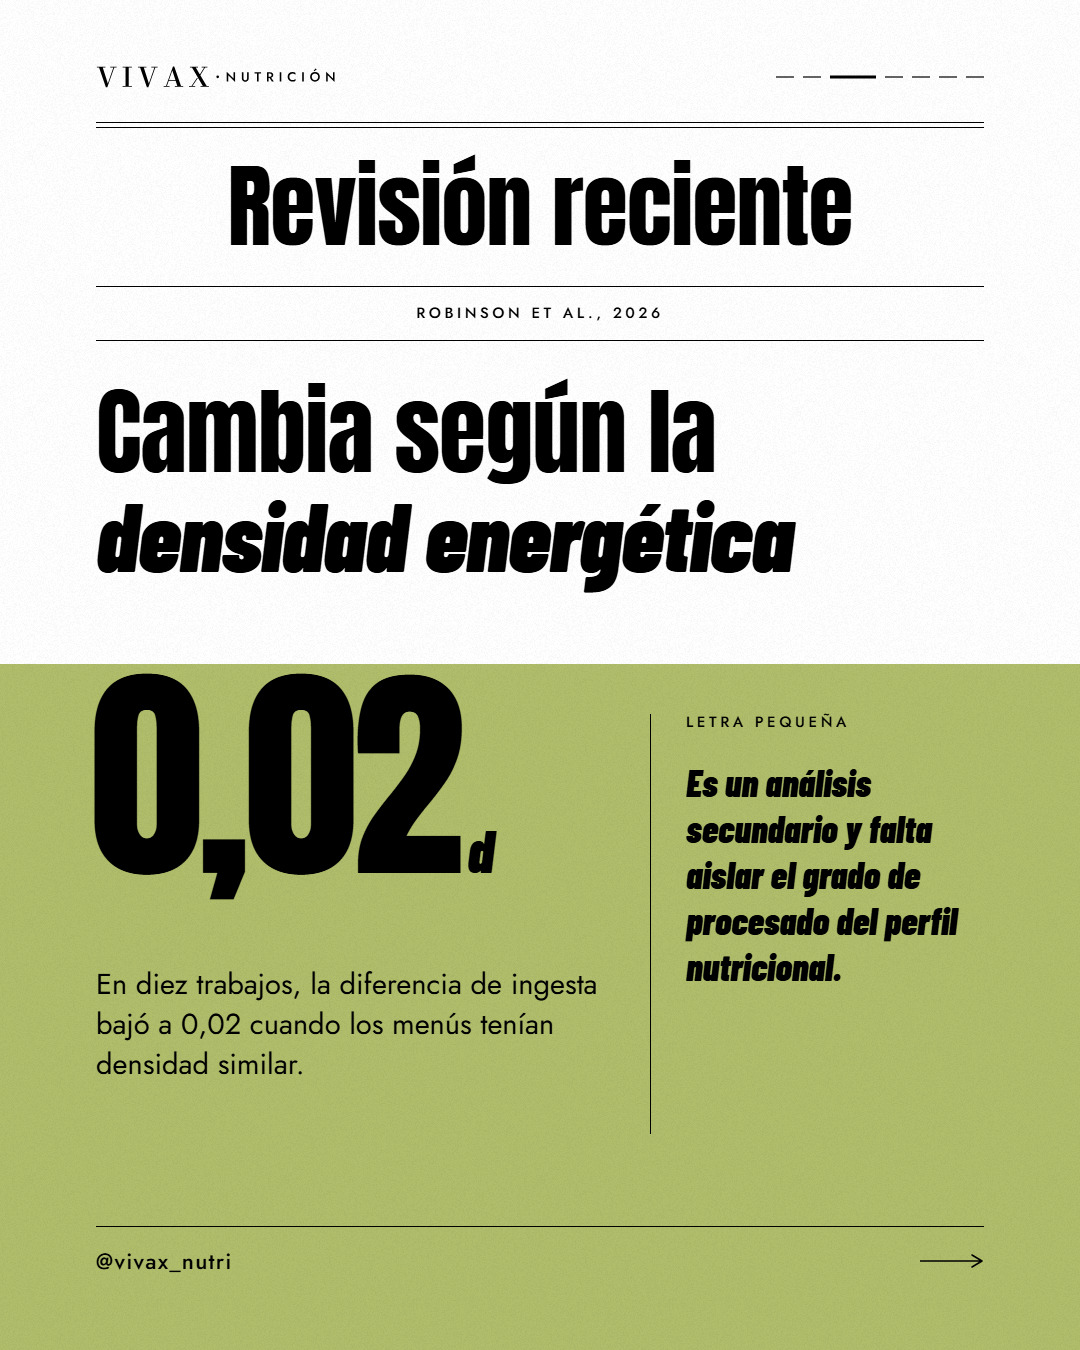 VIVAX·NUTRICIÓN
Revisión reciente
ROBINSON ET AL., 2026
Cambia según la
densidad energética
0,02 d
En diez trabajos, la diferencia de ingesta
bajó a 0,02 cuando los menús tenían
densidad similar.
LETRA PEQUEÑA
Es un análisis
secundario y falta
aislar el grado de
procesado del perfil
nutricional.
@vivax_nutri